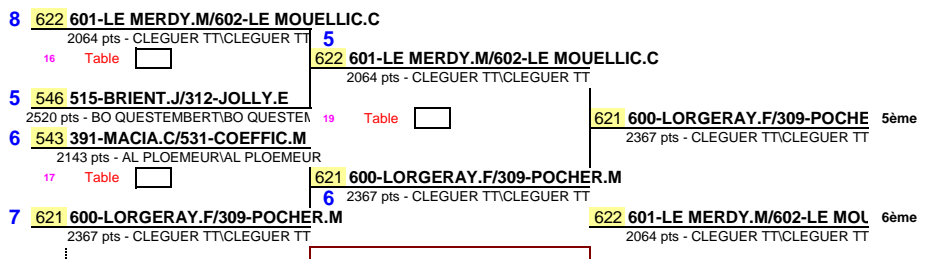 8 622 601-LE MERDY.M/602-LE MOUELLIC.C
2064 pts - CLEGUER TT\CLEGUER TT 5
16 Table 622 601-LE MERDY.M/602-LE MOUELLIC.C
2064 pts - CLEGUER TT\CLEGUER TT
5 546 515-BRIENT.J/312-JOLLY.E
2520 pts - BO QUESTEMBERT\BO QUESTEM 19 Table 621 600-LORGERAY.F/309-POCHE 5ème
6 543 391-MACIA.C/531-COEFFIC.M 2367 pts - CLEGUER TT\CLEGUER TT
2143 pts - AL PLOEMEUR\AL PLOEMEUR
17 Table 621 600-LORGERAY.F/309-POCHER.M
6 2367 pts - CLEGUER TT\CLEGUER TT
7 621 600-LORGERAY.F/309-POCHER.M 622 601-LE MERDY.M/602-LE MOU 6ème
2367 pts - CLEGUER TT\CLEGUER TT 2064 pts - CLEGUER TT\CLEGUER TT